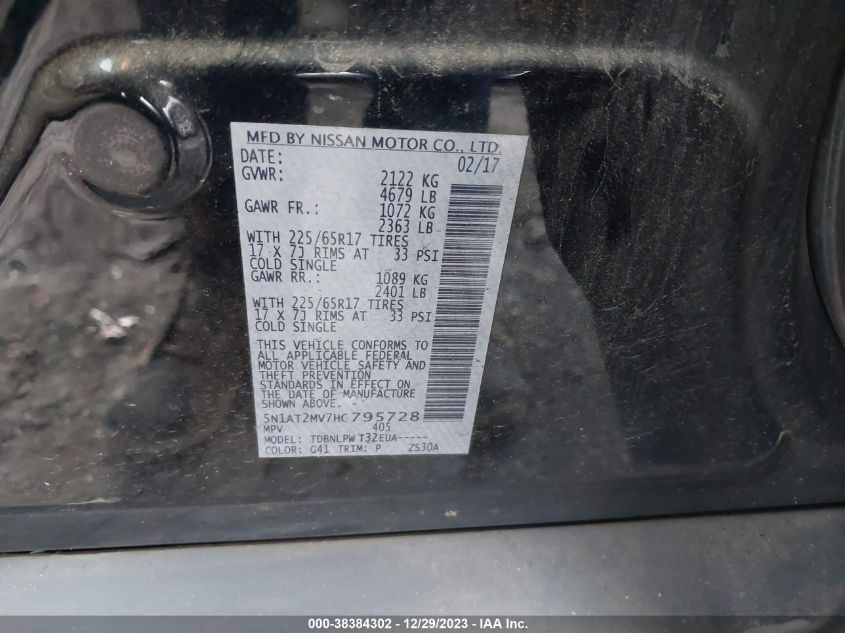 MFD BY NISSAN MOTOR CO., LTD.
DATE: 02/17
GVWR: 2122 KG
4679 LB
GAWR FR.: 1072 KG
2363 LB
WITH 225/65R17 TIRES
17 X 7J RIMS AT 33 PSI
COLD SINGLE
GAWR RR.: 1089 KG
2401 LB
WITH 225/65R17 TIRES
17 X 7J RIMS AT 33 PSI
COLD SINGLE
THIS VEHICLE CONFORMS TO
ALL APPLICABLE FEDERAL
MOTOR VEHICLE SAFETY AND
THEFT PREVENTION
STANDARDS IN EFFECT ON
THE DATE OF MANUFACTURE
SHOWN ABOVE.
5N1AT2MV7HC795728
MPV 405
MODEL: TDBNLPW T32EUA-----
COLOR: G41 TRIM: P ZS30A
000-38384302 - 12/29/2023 - IAA Inc.